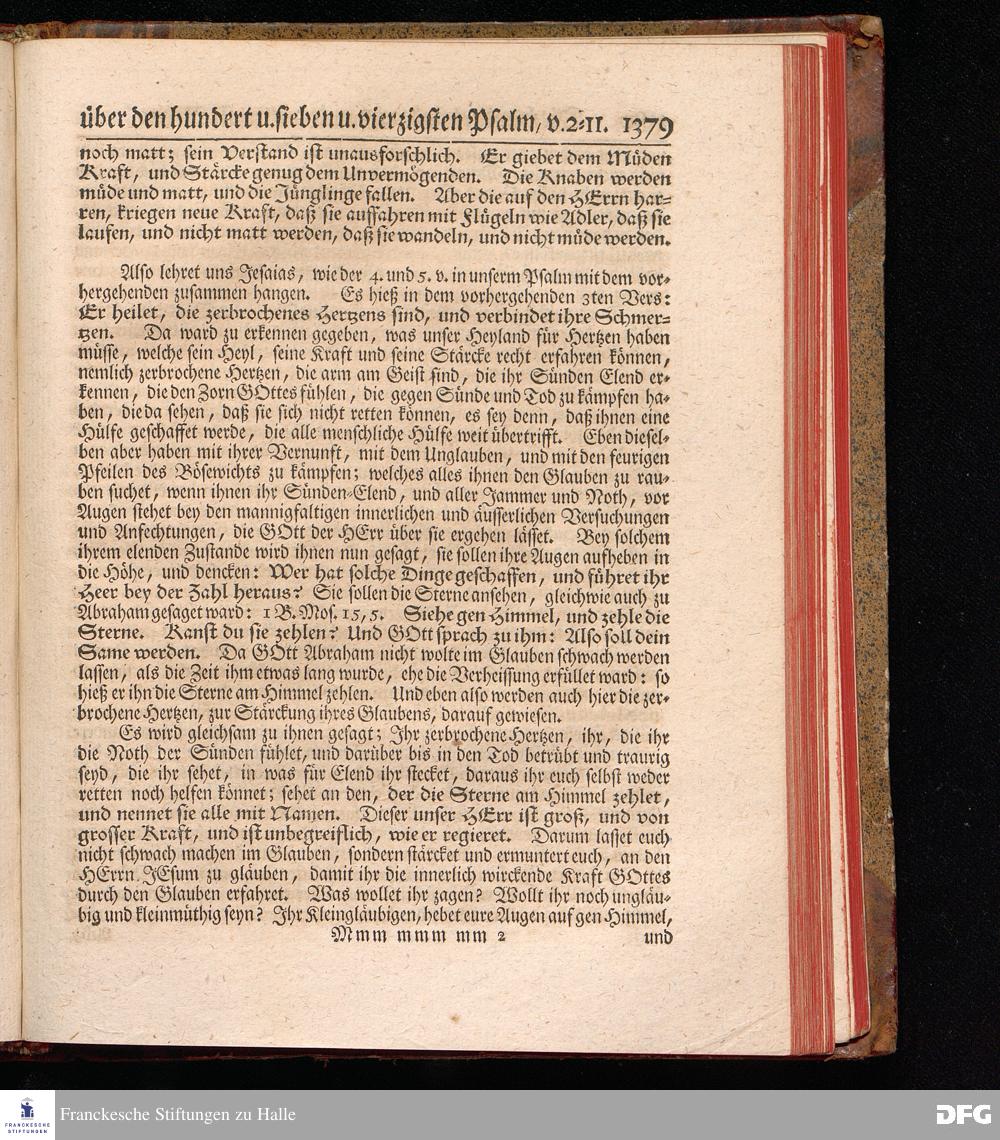 über den hundert u. sieben u. vierzigsten Psalm, v. 2-11. 1379
noch matt; sein Verstand ist unausforschlich. Er giebet dem Müden
Kraft, und Stärcke genug dem Unvermögenden. Die Knaben werden
müde und matt, und die Jünglinge fallen. Aber die auf den HErrn har-
ren, kriegen neue Kraft, daß sie auffahren mit Flügeln wie Adler, daß sie
laufen, und nicht matt werden, daß sie wandeln, und nicht müde werden.
Also lehret uns Jesaias, wie der 4. und 5. v. in unserm Psalm mit dem vor-
hergehenden zusammen hangen. Es hieß in dem vorhergehenden 3ten Vers:
Er heilet, die zerbrochenes Hertzens sind, und verbindet ihre Schmer-
tzen. Da ward zu erkennen gegeben, was unser Heyland für Hertzen haben
müsse, welche sein Heyl, seine Kraft und seine Stärcke recht erfahren können,
nemlich zerbrochene Hertzen, die arm am Geist sind, die ihr Sünden Elend er-
kennen, die den Zorn GOttes fühlen, die gegen Sünde und Tod zu kämpfen ha-
ben, die da sehen, daß sie sich nicht retten können, es sey denn, daß ihnen eine
Hülfe geschaffet werde, die alle menschliche Hülfe weit übertrifft. Eben diesel-
ben aber haben mit ihrer Vernunft, mit dem Unglauben, und mit den feurigen
Pfeilen des Bösewichts zu kämpfen; welches alles ihnen den Glauben zu rau-
ben suchet, wenn ihnen ihr Sünden-Elend, und aller Jammer und Noth, vor
Augen stehet bey den mannigfaltigen innerlichen und äusserlichen Versuchungen
und Anfechtungen, die GOtt der HErr über sie ergehen lässet. Bey solchem
ihrem elenden Zustande wird ihnen nun gesagt, sie sollen ihre Augen aufheben in
die Höhe, und dencken: Wer hat solche Dinge geschaffen, und führet ihr
Heer bey der Zahl heraus? Sie sollen die Sterne ansehen, gleichwie auch zu
Abraham gesaget ward: 1 B. Mos. 15, 5. Siehe gen Himmel, und zehle die
Sterne. Kanst du sie zehlen? Und GOtt sprach zu ihm: Also soll dein
Same werden. Da GOtt Abraham nicht wolte im Glauben schwach werden
lassen, als die Zeit ihm etwas lang wurde, ehe die Verheissung erfüllet ward: so
hieß er ihn die Sterne am Himmel zehlen. Und eben also werden auch hier die zer-
brochene Hertzen, zur Stärckung ihres Glaubens, darauf gewiesen.
Es wird gleichsam zu ihnen gesagt; Ihr zerbrochene Hertzen, ihr, die ihr
die Noth der Sünden fühlet, und darüber bis in den Tod betrübt und traurig
seyd, die ihr sehet, in was für Elend ihr stecket, daraus ihr euch selbst weder
retten noch helfen könnet; sehet an den, der die Sterne am Himmel zehlet,
und nennet sie alle mit Namen. Dieser unser HErr ist groß, und von
grosser Kraft, und ist unbegreiflich, wie er regieret. Darum lasset euch
nicht schwach machen im Glauben, sondern stärcket und ermuntert euch, an den
HErrn JEsum zu gläuben, damit ihr die innerlich wirckende Kraft GOttes
durch den Glauben erfahret. Was wollet ihr zagen? Wollt ihr noch ungläu-
big und kleinmüthig seyn? Ihr Kleingläubigen, hebet eure Augen auf gen Himmel,
Mmm mmm mm 2 und
FRANCKESCHE
STIFTUNGEN
Franckesche Stiftungen zu Halle
DFG